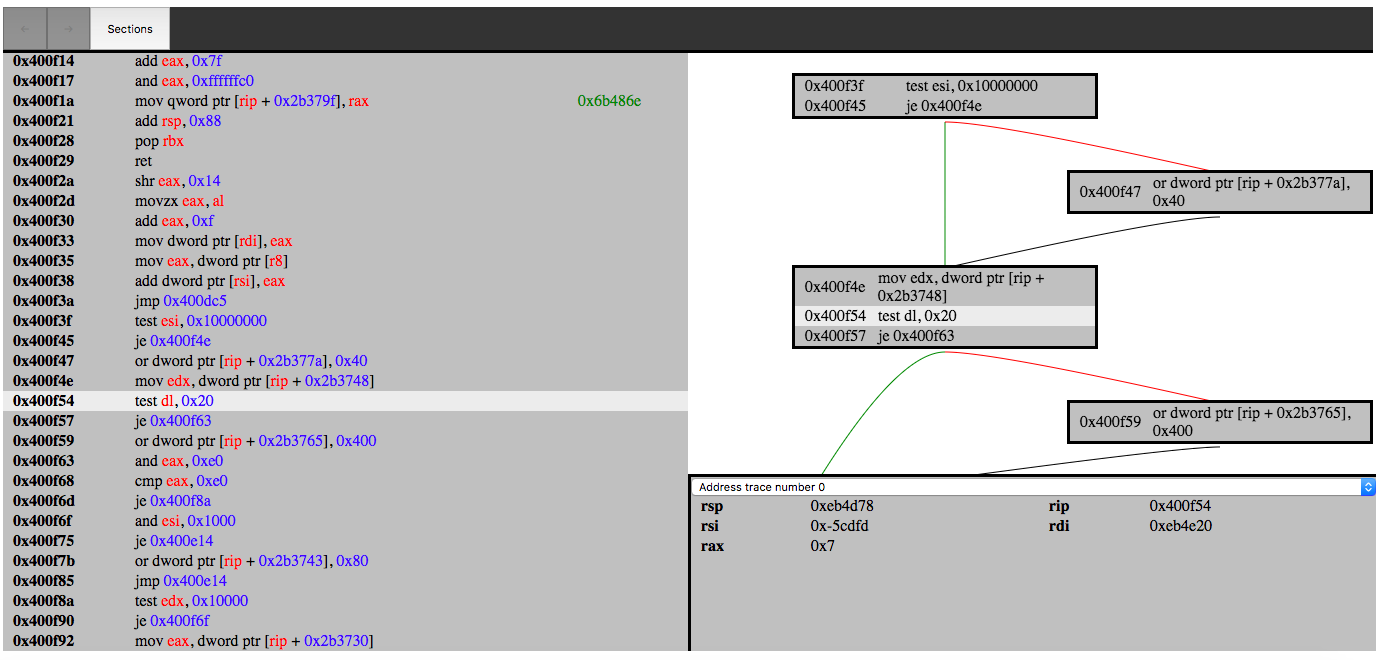 ← → Sections
0x400f14 add eax, 0x7f
0x400f17 and eax, 0xffffffc0
0x400f1a mov qword ptr [rip + 0x2b379f], rax 0x6b486e
0x400f21 add rsp, 0x88
0x400f28 pop rbx
0x400f29 ret
0x400f2a shr eax, 0x14
0x400f2d movzx eax, al
0x400f30 add eax, 0xf
0x400f33 mov dword ptr [rdi], eax
0x400f35 mov eax, dword ptr [r8]
0x400f38 add dword ptr [rsi], eax
0x400f3a jmp 0x400dc5
0x400f3f test esi, 0x10000000
0x400f45 je 0x400f4e
0x400f47 or dword ptr [rip + 0x2b377a], 0x40
0x400f4e mov edx, dword ptr [rip + 0x2b3748]
0x400f54 test dl, 0x20
0x400f57 je 0x400f63
0x400f59 or dword ptr [rip + 0x2b3765], 0x400
0x400f63 and eax, 0xe0
0x400f68 cmp eax, 0xe0
0x400f6d je 0x400f8a
0x400f6f and esi, 0x1000
0x400f75 je 0x400e14
0x400f7b or dword ptr [rip + 0x2b3743], 0x80
0x400f85 jmp 0x400e14
0x400f8a test edx, 0x10000
0x400f90 je 0x400f6f
0x400f92 mov eax, dword ptr [rip + 0x2b3730]
0x400f3f test esi, 0x10000000
0x400f45 je 0x400f4e
0x400f47 or dword ptr [rip + 0x2b377a],
0x40
0x400f4e mov edx, dword ptr [rip +
0x2b3748]
0x400f54 test dl, 0x20
0x400f57 je 0x400f63
0x400f59 or dword ptr [rip + 0x2b3765],
0x400
Address trace number 0
rsp 0xeb4d78 rip 0x400f54
rsi 0x-5cdfd rdi 0xeb4e20
rax 0x7